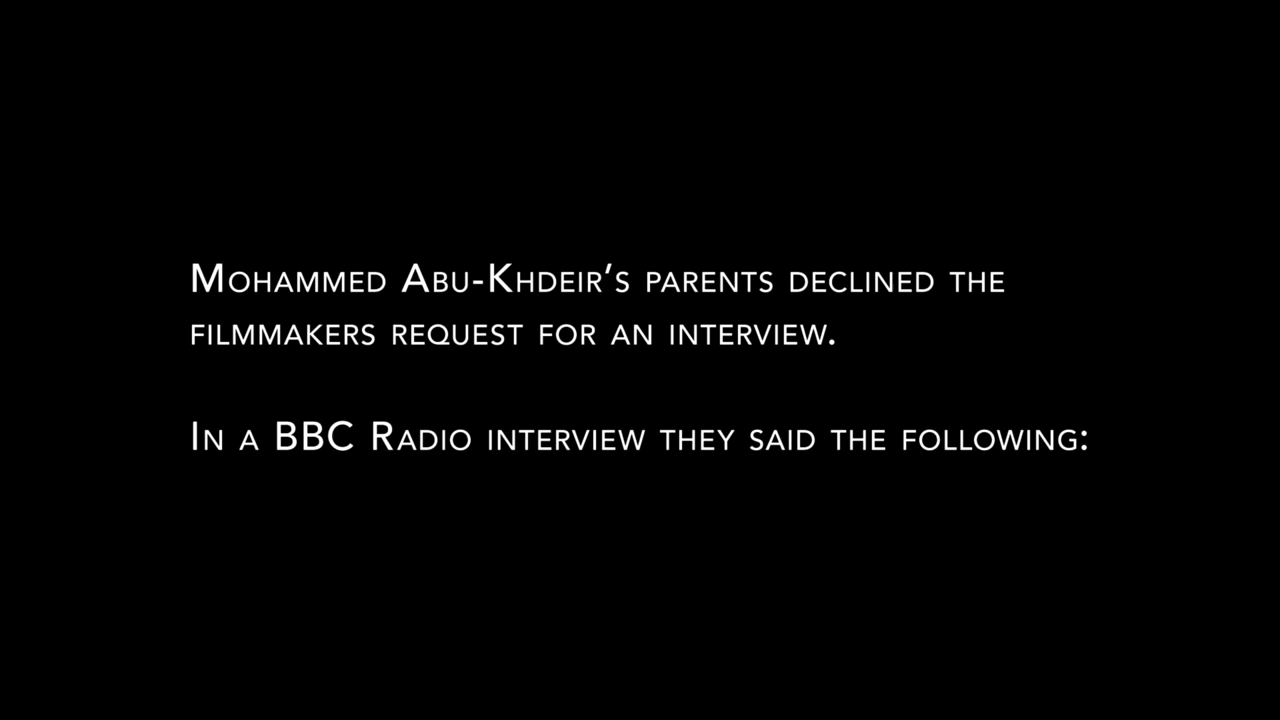 Mohammed Abu-Khdeir's parents declined the
filmmakers request for an interview.
In a BBC Radio interview they said the following: